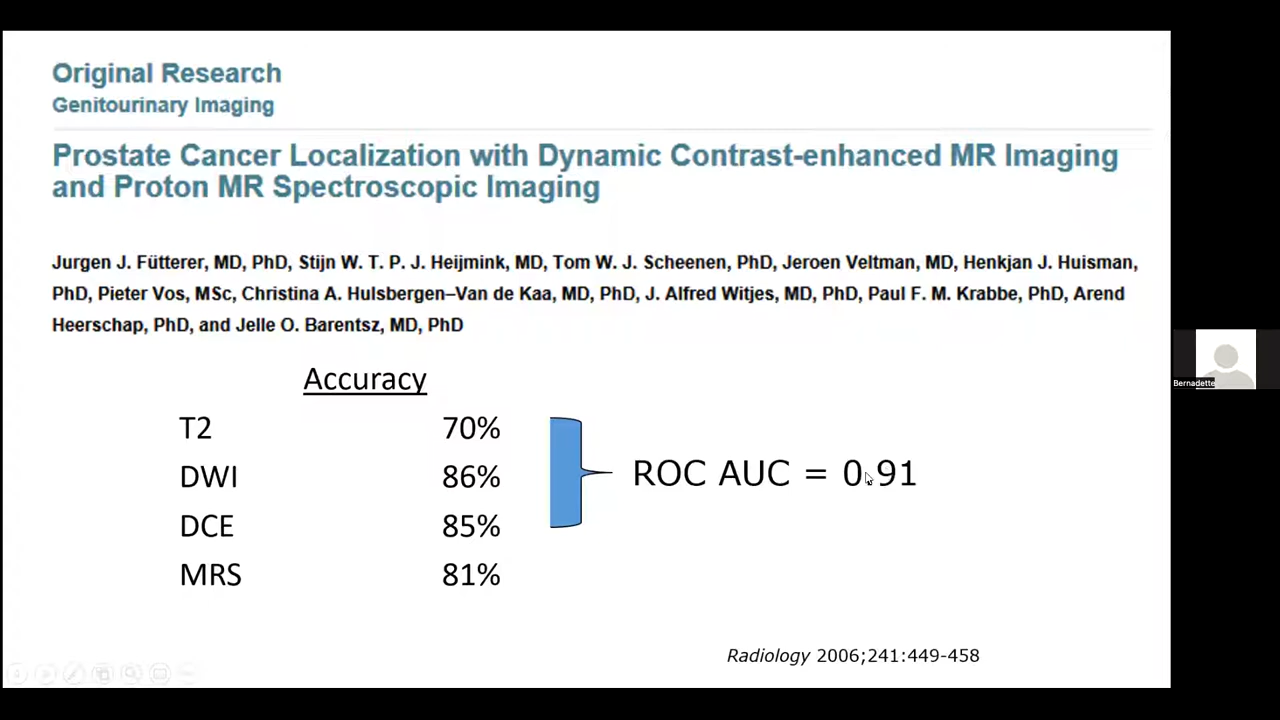 Original Research
Genitourinary Imaging
Prostate Cancer Localization with Dynamic Contrast-enhanced MR Imaging
and Proton MR Spectroscopic Imaging
Jurgen J. Fütterer, MD, PhD, Stijn W. T. P. J. Heijmink, MD, Tom W. J. Scheenen, PhD, Jeroen Veltman, MD, Henkjan J. Huisman,
PhD, Pieter Vos, MSc, Christina A. Hulsbergen–Van de Kaa, MD, PhD, J. Alfred Witjes, MD, PhD, Paul F. M. Krabbe, PhD, Arend
Heerschap, PhD, and Jelle O. Barentsz, MD, PhD
Accuracy
T2 70%
DWI 86%
DCE 85%
MRS 81%
ROC AUC = 0.91
Radiology 2006;241:449-458
Bernadette